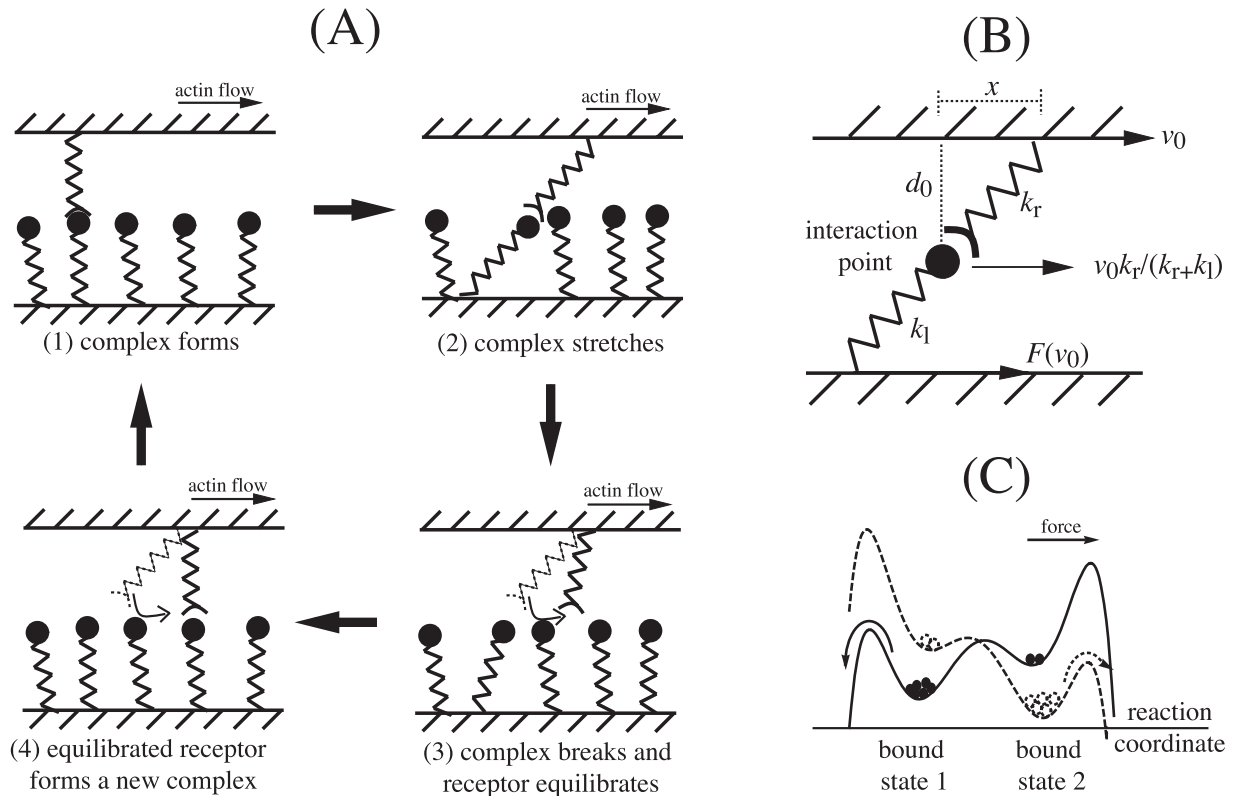 (A)
actin flow
(1) complex forms
actin flow
(2) complex stretches
actin flow
(4) equilibrated receptor
forms a new complex
actin flow
(3) complex breaks and
receptor equilibrates
(B)
x
v0
d0
kr
interaction
point
v0kr/(kr+kl)
kl
F(v0)
(C)
force
reaction
coordinate
bound
state 1
bound
state 2